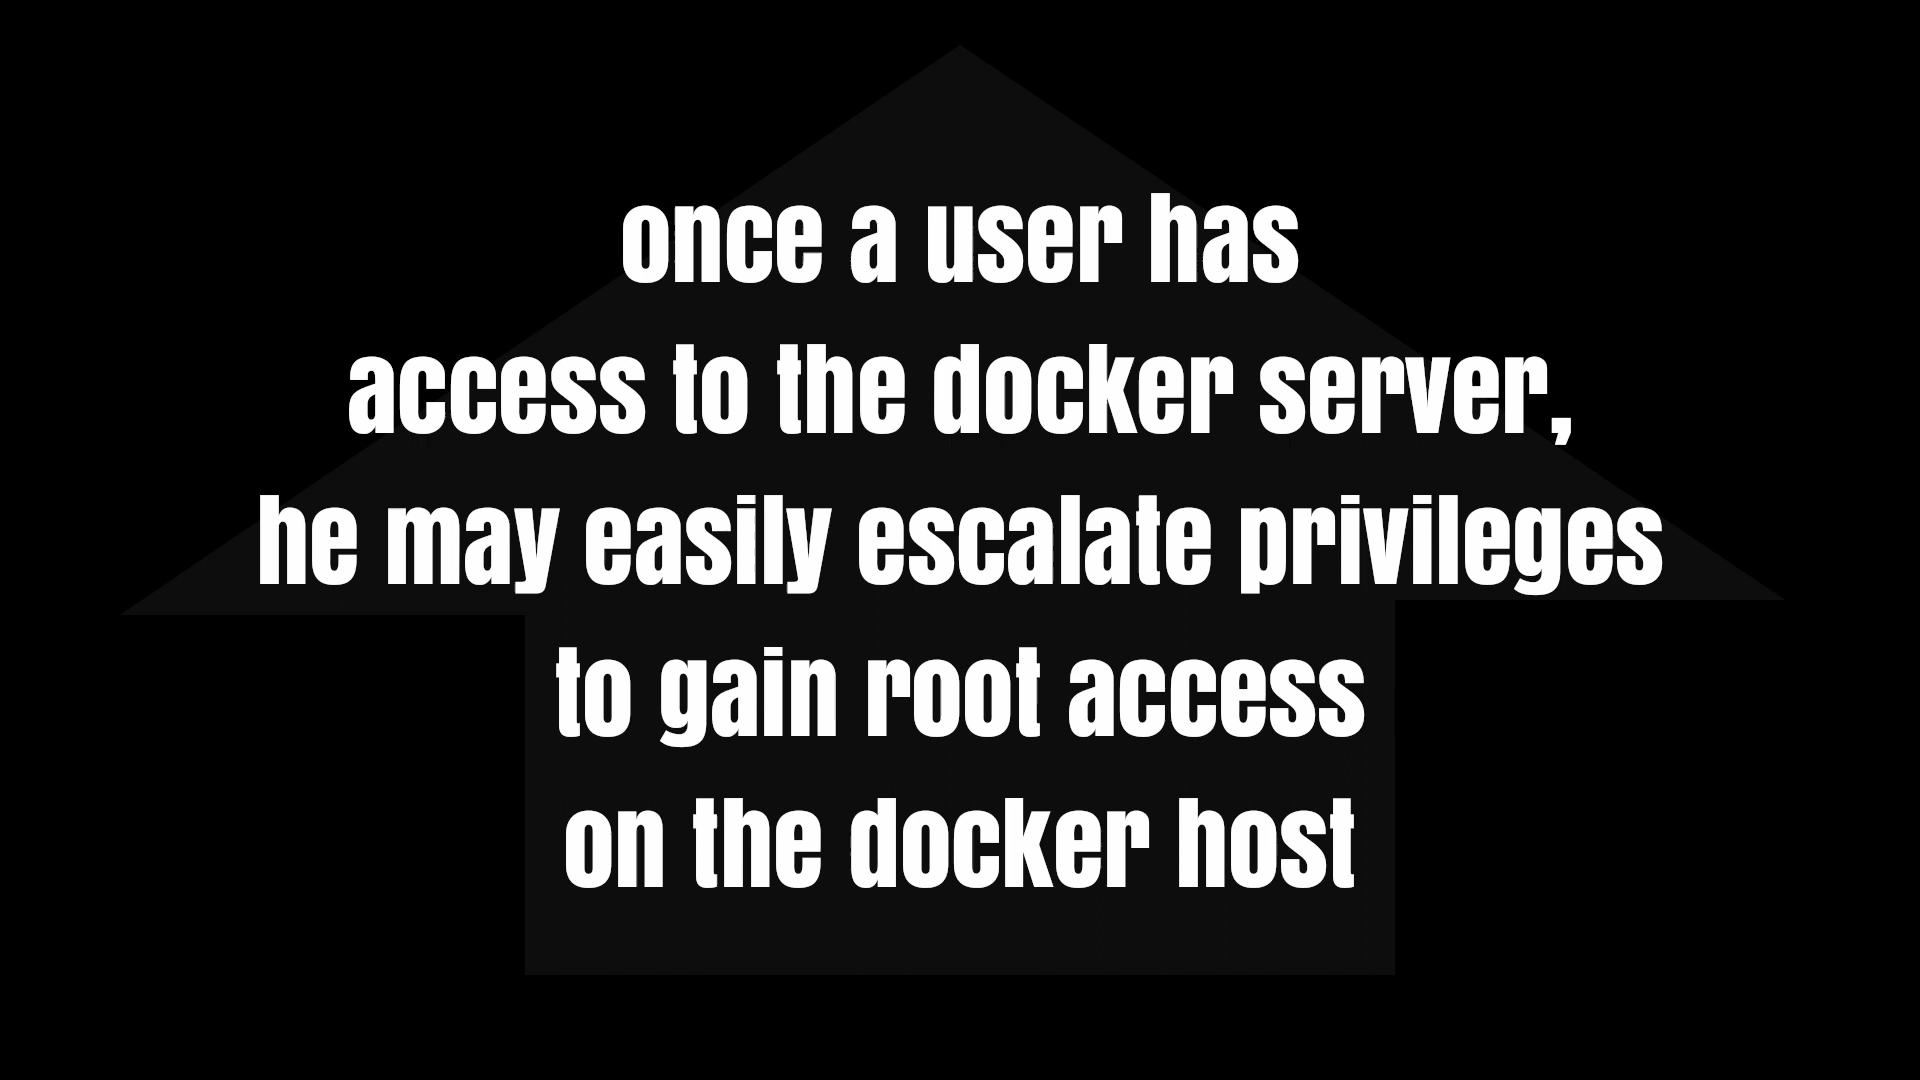 once a user has
access to the docker server,
he may easily escalate privileges
to gain root access
on the docker host